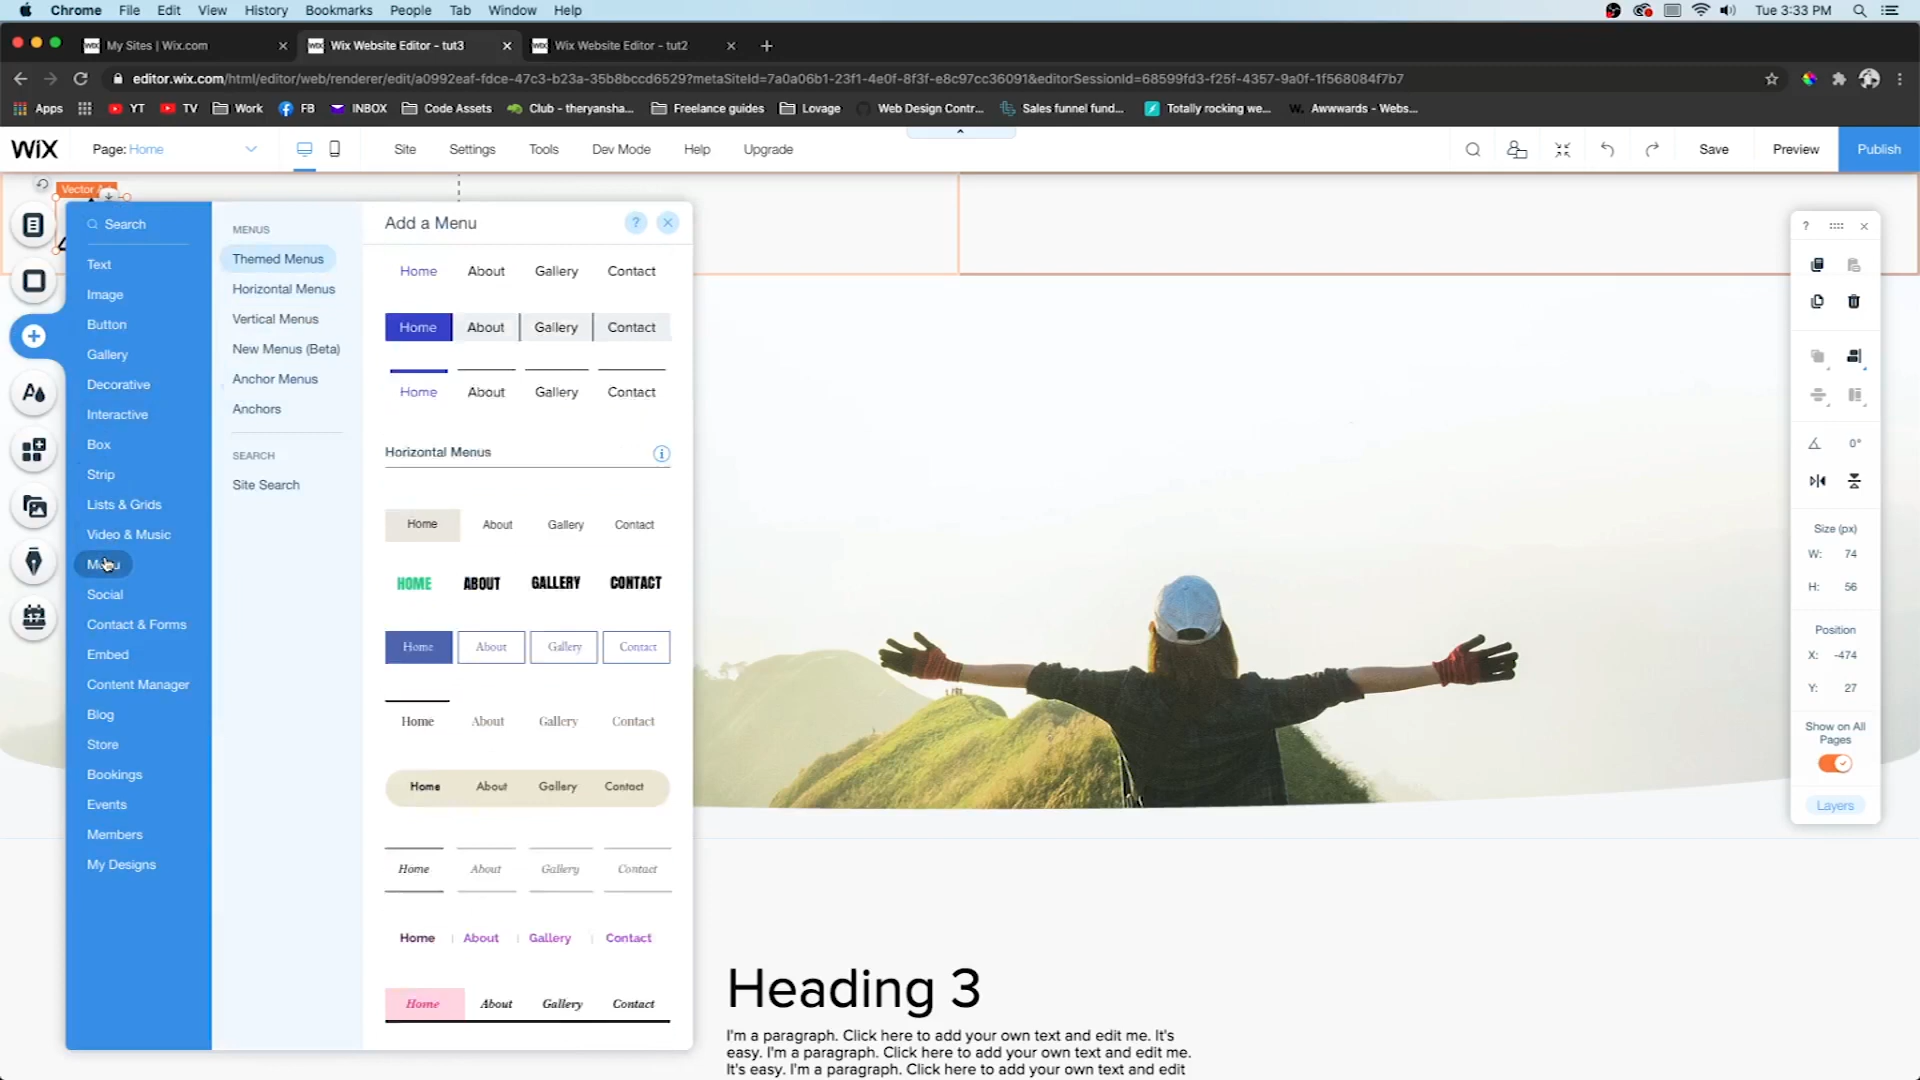 Chrome File Edit View History Bookmarks People Tab Window Help Tue 3:33 PM
My Sites | Wix.com
Wix Website Editor - tut3
Wix Website Editor - tut2
editor.wix.com/html/editor/web/renderer/edit/a0992eaf-fdce-47c3-b23a-35b8bccd6529?metaSiteId=7a0a06b1-23f1-4e0f-8f3f-e8c97cc36091&editorSessionId=68599fd3-f25f-4357-9a0f-1f568084f7b7
Apps YT TV Work FB INBOX Code Assets Club - theryansha... Freelance guides Lovage Web Design Contr... Sales funnel fund... Totally rocking we... Awwwards - Webs...
WiX Page: Home Site Settings Tools Dev Mode Help Upgrade Save Preview Publish
Search
Text
Image
Button
Gallery
Decorative
Interactive
Box
Strip
Lists & Grids
Video & Music
Menu
Social
Contact & Forms
Embed
Content Manager
Blog
Store
Bookings
Events
Members
My Designs
MENUS
Themed Menus
Horizontal Menus
Vertical Menus
New Menus (Beta)
Anchor Menus
Anchors
SEARCH
Site Search
Add a Menu
Home About Gallery Contact
Home About Gallery Contact
Home About Gallery Contact
Horizontal Menus
Home About Gallery Contact
HOME ABOUT GALLERY CONTACT
Home About Gallery Contact
Home About Gallery Contact
Home About Gallery Contact
Home About Gallery Contact
Home About Gallery Contact
Home About Gallery Contact
Heading 3
I'm a paragraph. Click here to add your own text and edit me. It's
easy. I'm a paragraph. Click here to add your own text and edit me.
It's easy. I'm a paragraph. Click here to add your own text and edit
0°
Size (px)
W: 74
H: 56
Position
X: -474
Y: 27
Show on All
Pages
Layers